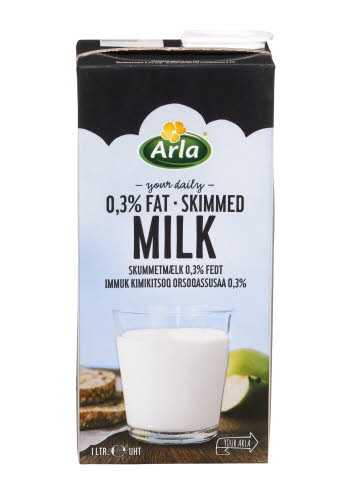 Arla
your daily
0,3% FAT · SKIMMED
MILK
SKUMMETMÆLK 0,3% FEDT
IMMUK KIMIKITSOQ ORSOQASSUSAA 0,3%
1 LTR. ℮ UHT
YOUR ARLA